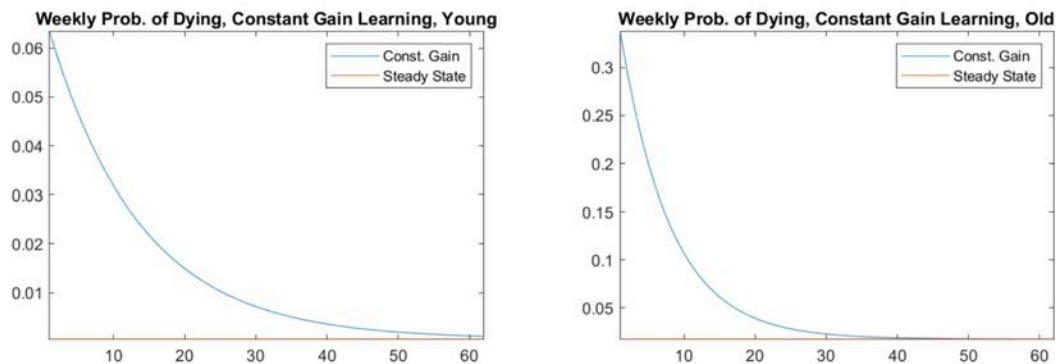 Weekly Prob. of Dying, Constant Gain Learning, Young
Const. Gain
Steady State
0.06
0.05
0.04
0.03
0.02
0.01
10 20 30 40 50 60
Weekly Prob. of Dying, Constant Gain Learning, Old
Const. Gain
Steady State
0.3
0.25
0.2
0.15
0.1
0.05
10 20 30 40 50 60